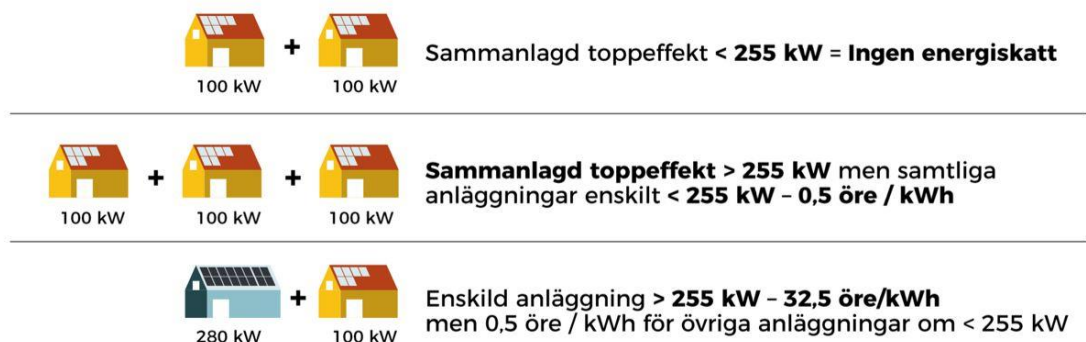 +
100 kW 100 kW
Sammanlagd toppeffekt < 255 kW = Ingen energiskatt
+ +
100 kW 100 kW 100 kW
Sammanlagd toppeffekt > 255 kW men samtliga
anläggningar enskilt < 255 kW – 0,5 öre / kWh
+
280 kW 100 kW
Enskild anläggning > 255 kW – 32,5 öre/kWh
men 0,5 öre / kWh för övriga anläggningar om < 255 kW